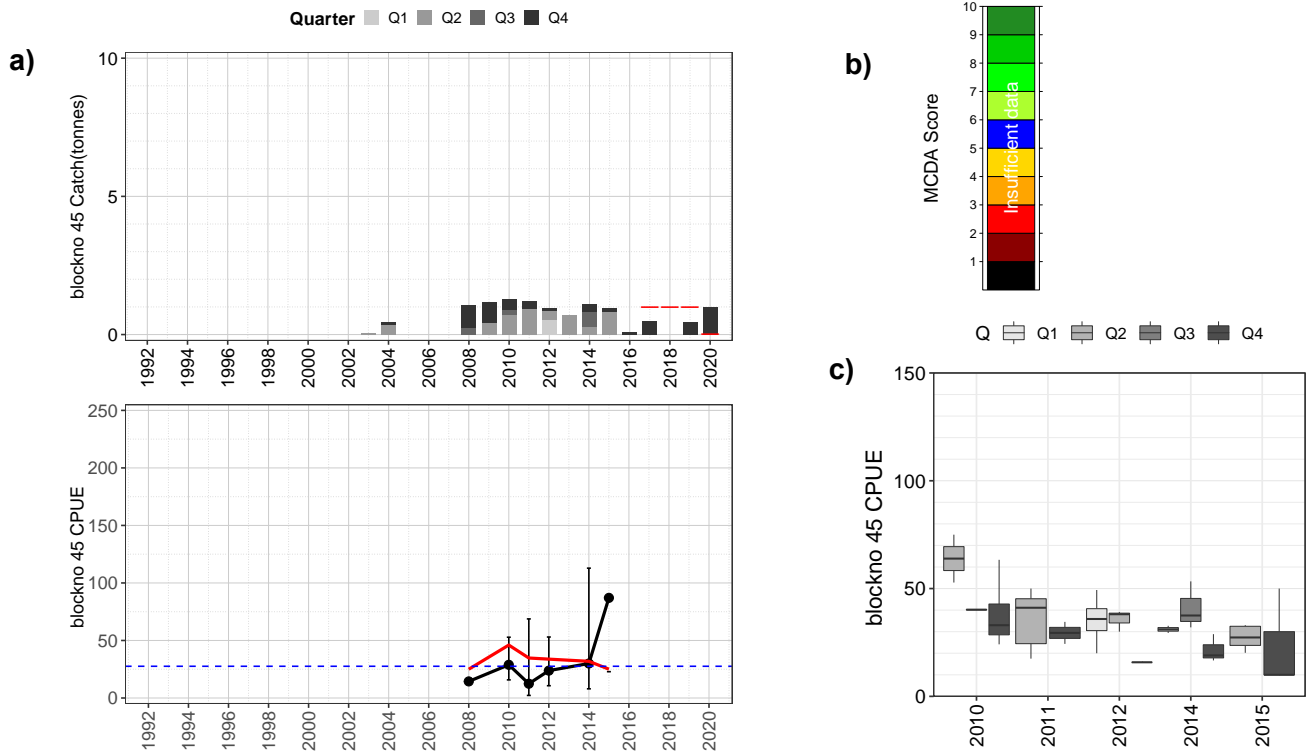 Quarter Q1 Q2 Q3 Q4
a)
blockno 45 Catch(tonnes)
10
5
0
1992 1994 1996 1998 2000 2002 2004 2006 2008 2010 2012 2014 2016 2018 2020
blockno 45 CPUE
250
200
150
100
50
0
1992 1994 1996 1998 2000 2002 2004 2006 2008 2010 2012 2014 2016 2018 2020
b)
MCDA Score
10
9
8
7
6
5
4
3
2
1
Insufficient data
Q Q1 Q2 Q3 Q4
c)
blockno 45 CPUE
150
100
50
0
2010 2011 2012 2014 2015